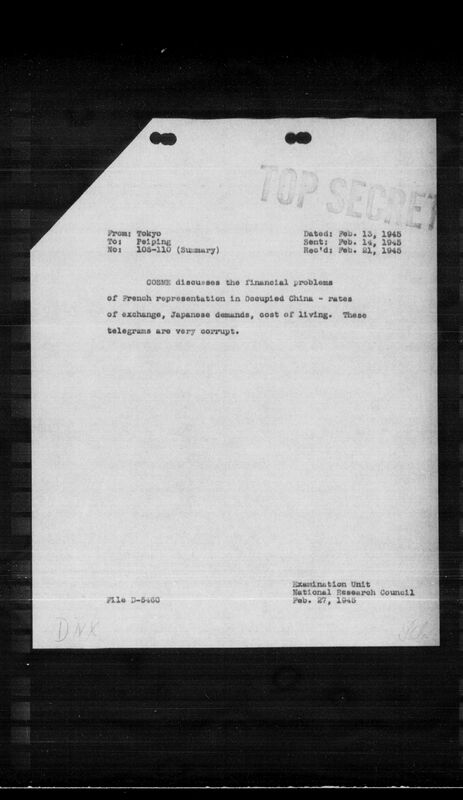 TOP SECRET
From: Tokyo
To: Peiping
No: 105-110 (Summary)
Dated: Feb. 13, 1945
Sent: Feb. 14, 1945
Rec'd: Feb. 21, 1945
COSME discusses the financial problems
of French representation in Occupied China - rates
of exchange, Japanese demands, cost of living. These
telegrams are very corrupt.
Examination Unit
National Research Council
File D-5460
Feb. 27, 1945
DNX